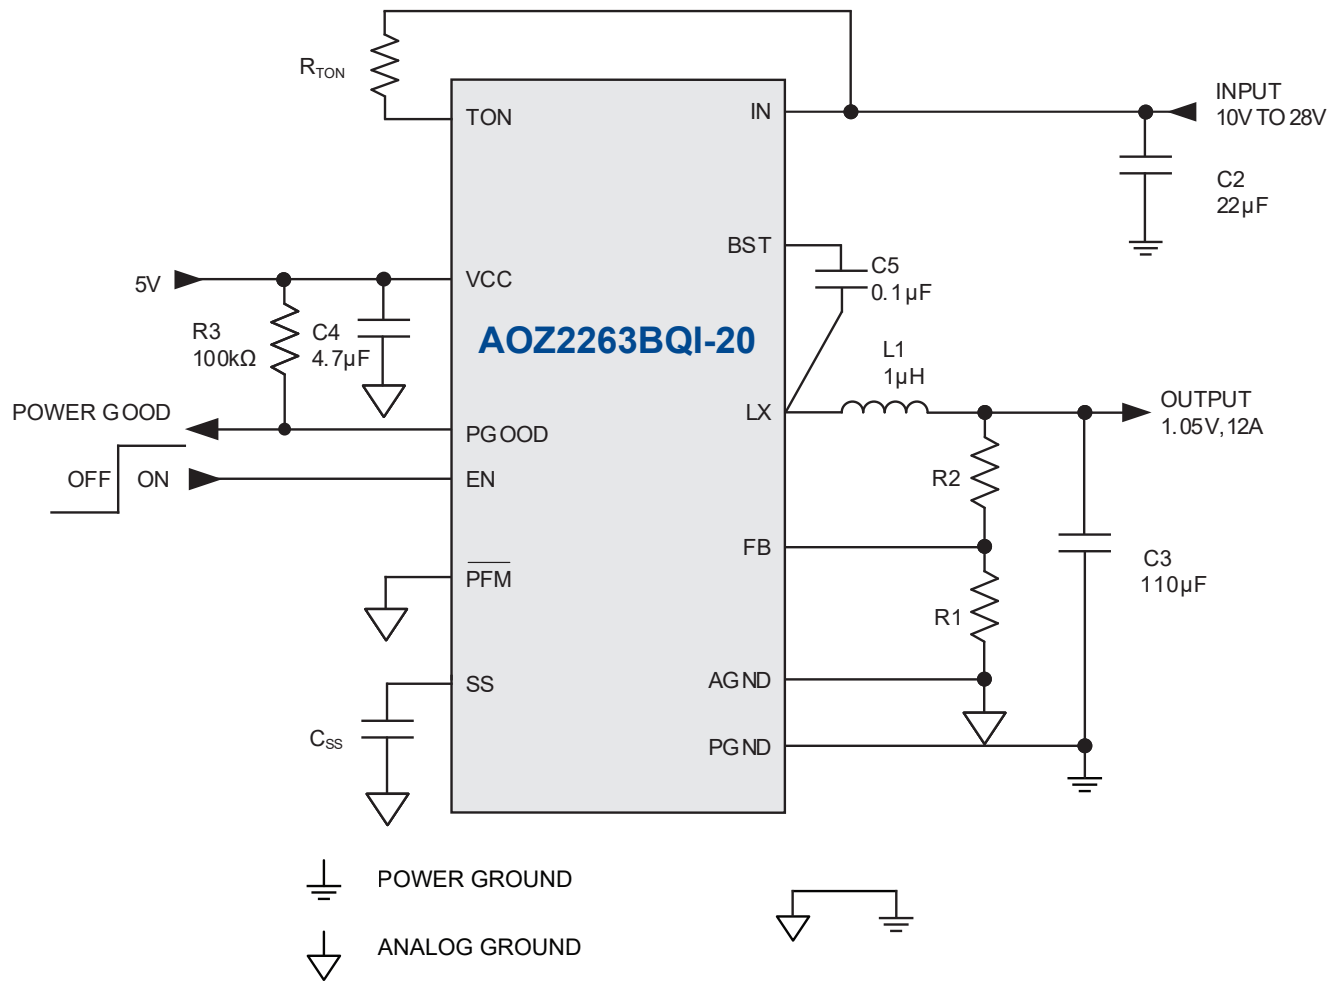 R_TON
TON
IN
INPUT
10V TO 28V
C2
22µF
BST
C5
0.1µF
5V
VCC
R3
100kΩ
C4
4.7µF
AOZ2263BQI-20
L1
1µH
LX
OUTPUT
1.05V, 12A
POWER GOOD
PGOOD
OFF
ON
EN
R2
FB
C3
110µF
PFM
R1
SS
AGND
C_SS
PGND
POWER GROUND
ANALOG GROUND